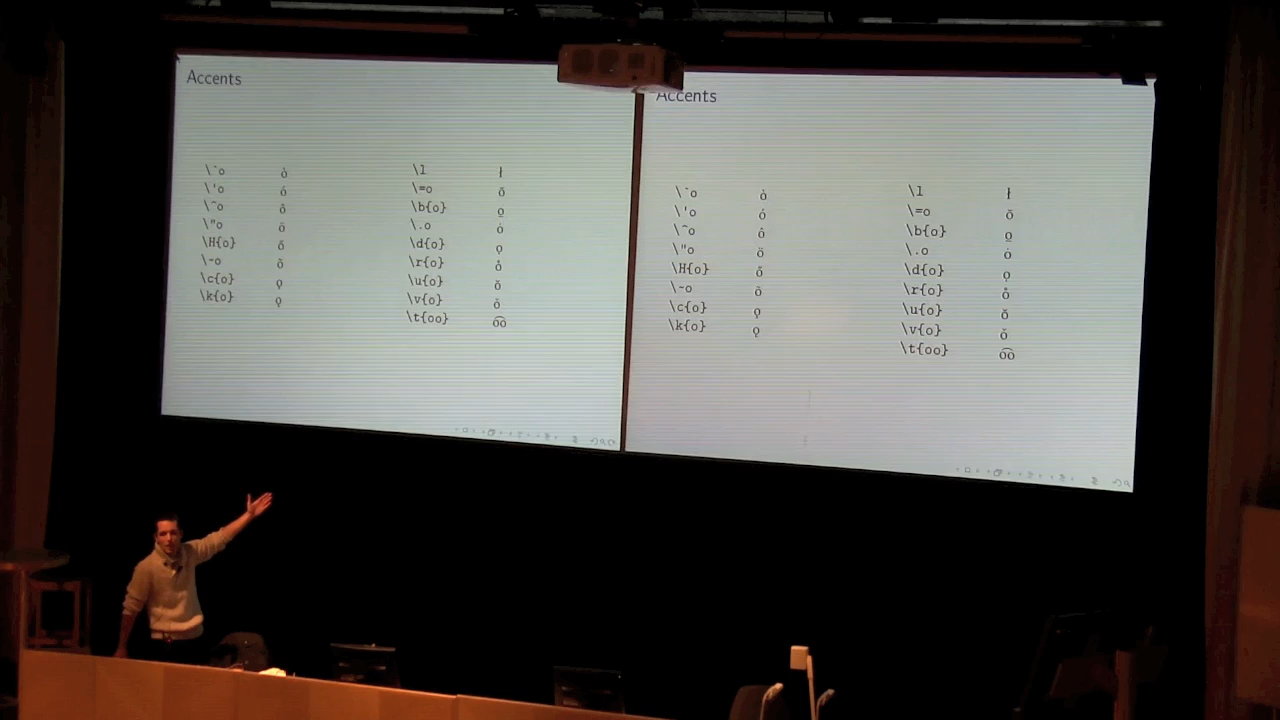 Accents
\`o ò \l ł
\'o ó \=o ō
\^o ô \b{o} o̱
\"o ö \.o ȯ
\H{o} ő \d{o} ọ
\~o õ \r{o} o̊
\c{o} o̧ \u{o} ŏ
\k{o} ǫ \v{o} ǒ
\t{oo} o͡o
Accents
\`o ò \l ł
\'o ó \=o ō
\^o ô \b{o} o̱
\"o ö \.o ȯ
\H{o} ő \d{o} ọ
\~o õ \r{o} o̊
\c{o} o̧ \u{o} ŏ
\k{o} ǫ \v{o} ǒ
\t{oo} o͡o